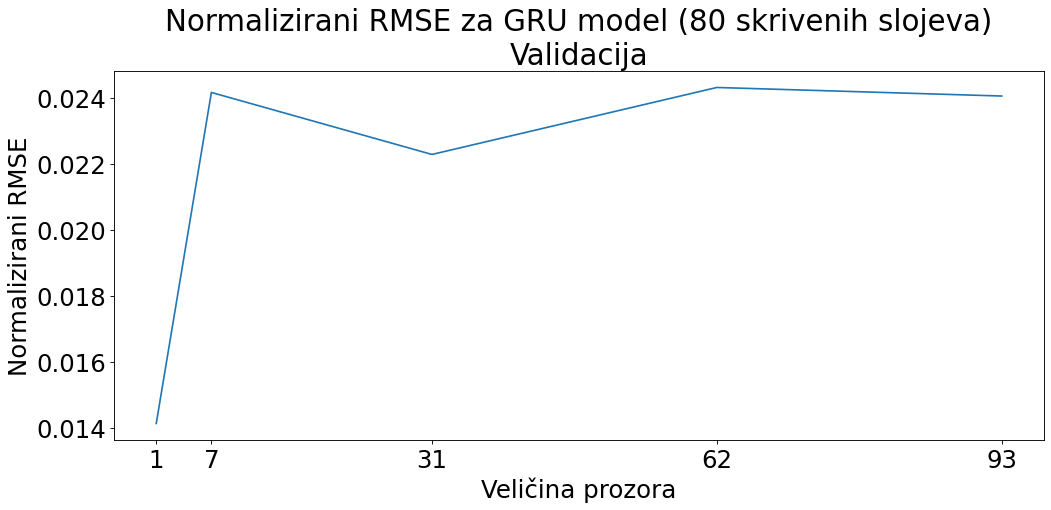 Normalizirani RMSE za GRU model (80 skrivenih slojeva)
Validacija
Normalizirani RMSE
0.024
0.022
0.020
0.018
0.016
0.014
1 7 31 62 93
Veličina prozora